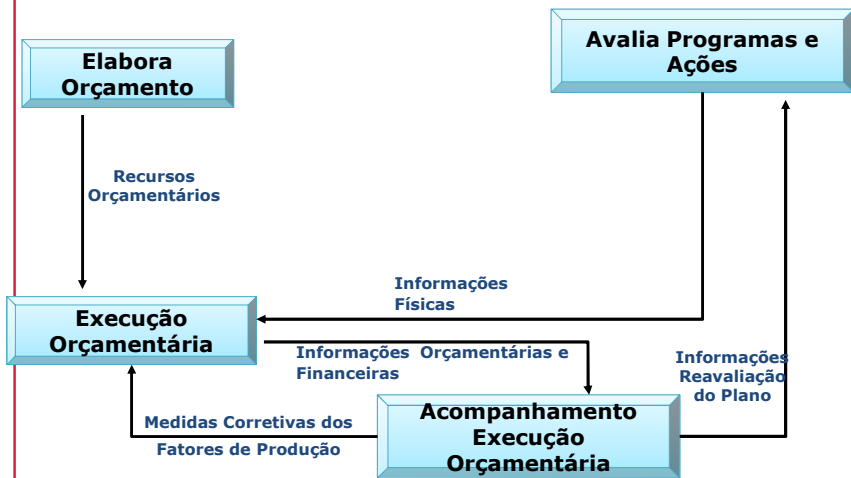 Elabora
Orçamento
Avalia Programas e
Ações
Recursos
Orçamentários
Informações
Físicas
Execução
Orçamentária
Informações Orçamentárias e
Financeiras
Informações
Reavaliação
do Plano
Medidas Corretivas dos
Fatores de Produção
Acompanhamento
Execução
Orçamentária